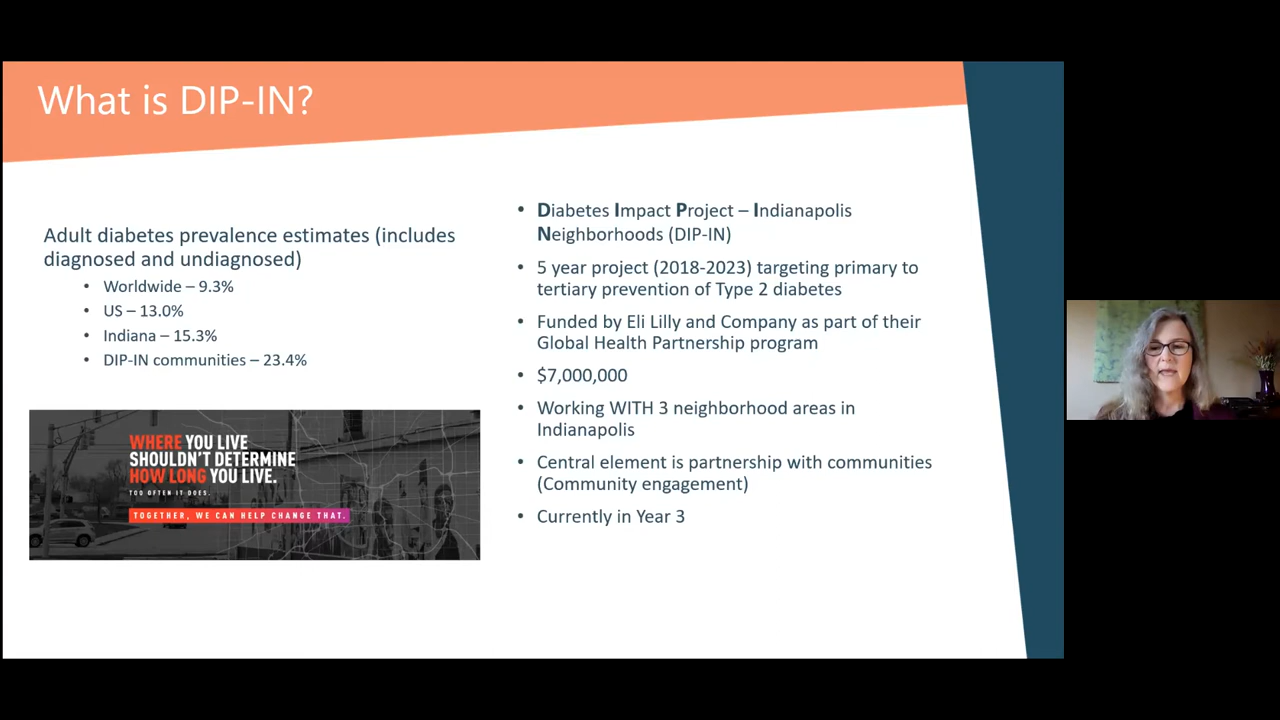 What is DIP-IN?
Adult diabetes prevalence estimates (includes
diagnosed and undiagnosed)
• Worldwide – 9.3%
• US – 13.0%
• Indiana – 15.3%
• DIP-IN communities – 23.4%
WHERE YOU LIVE
SHOULDN'T DETERMINE
HOW LONG YOU LIVE.
TOO OFTEN IT DOES.
TOGETHER, WE CAN HELP CHANGE THAT.
• Diabetes Impact Project – Indianapolis
Neighborhoods (DIP-IN)
• 5 year project (2018-2023) targeting primary to
tertiary prevention of Type 2 diabetes
• Funded by Eli Lilly and Company as part of their
Global Health Partnership program
• $7,000,000
• Working WITH 3 neighborhood areas in
Indianapolis
• Central element is partnership with communities
(Community engagement)
• Currently in Year 3